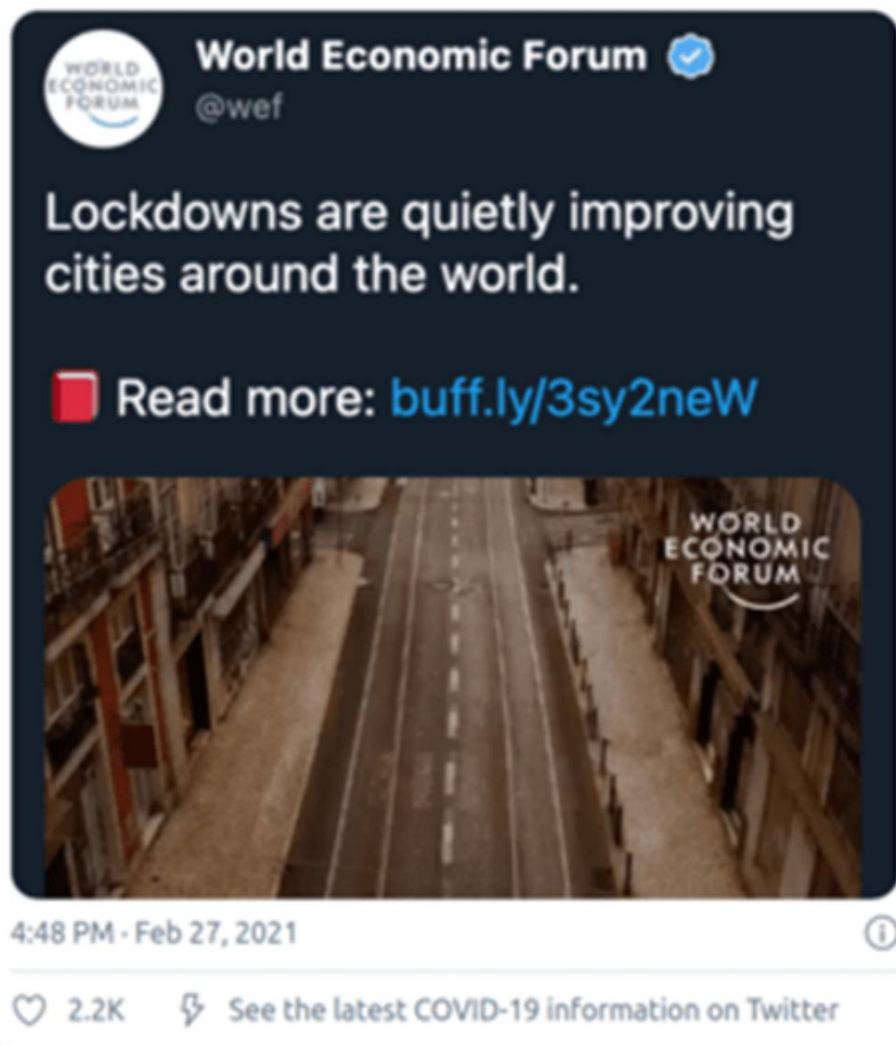 WORLD
ECONOMIC
FORUM
World Economic Forum
@wef
Lockdowns are quietly improving
cities around the world.
Read more: buff.ly/3sy2neW
WORLD
ECONOMIC
FORUM
4:48 PM · Feb 27, 2021
2.2K See the latest COVID-19 information on Twitter